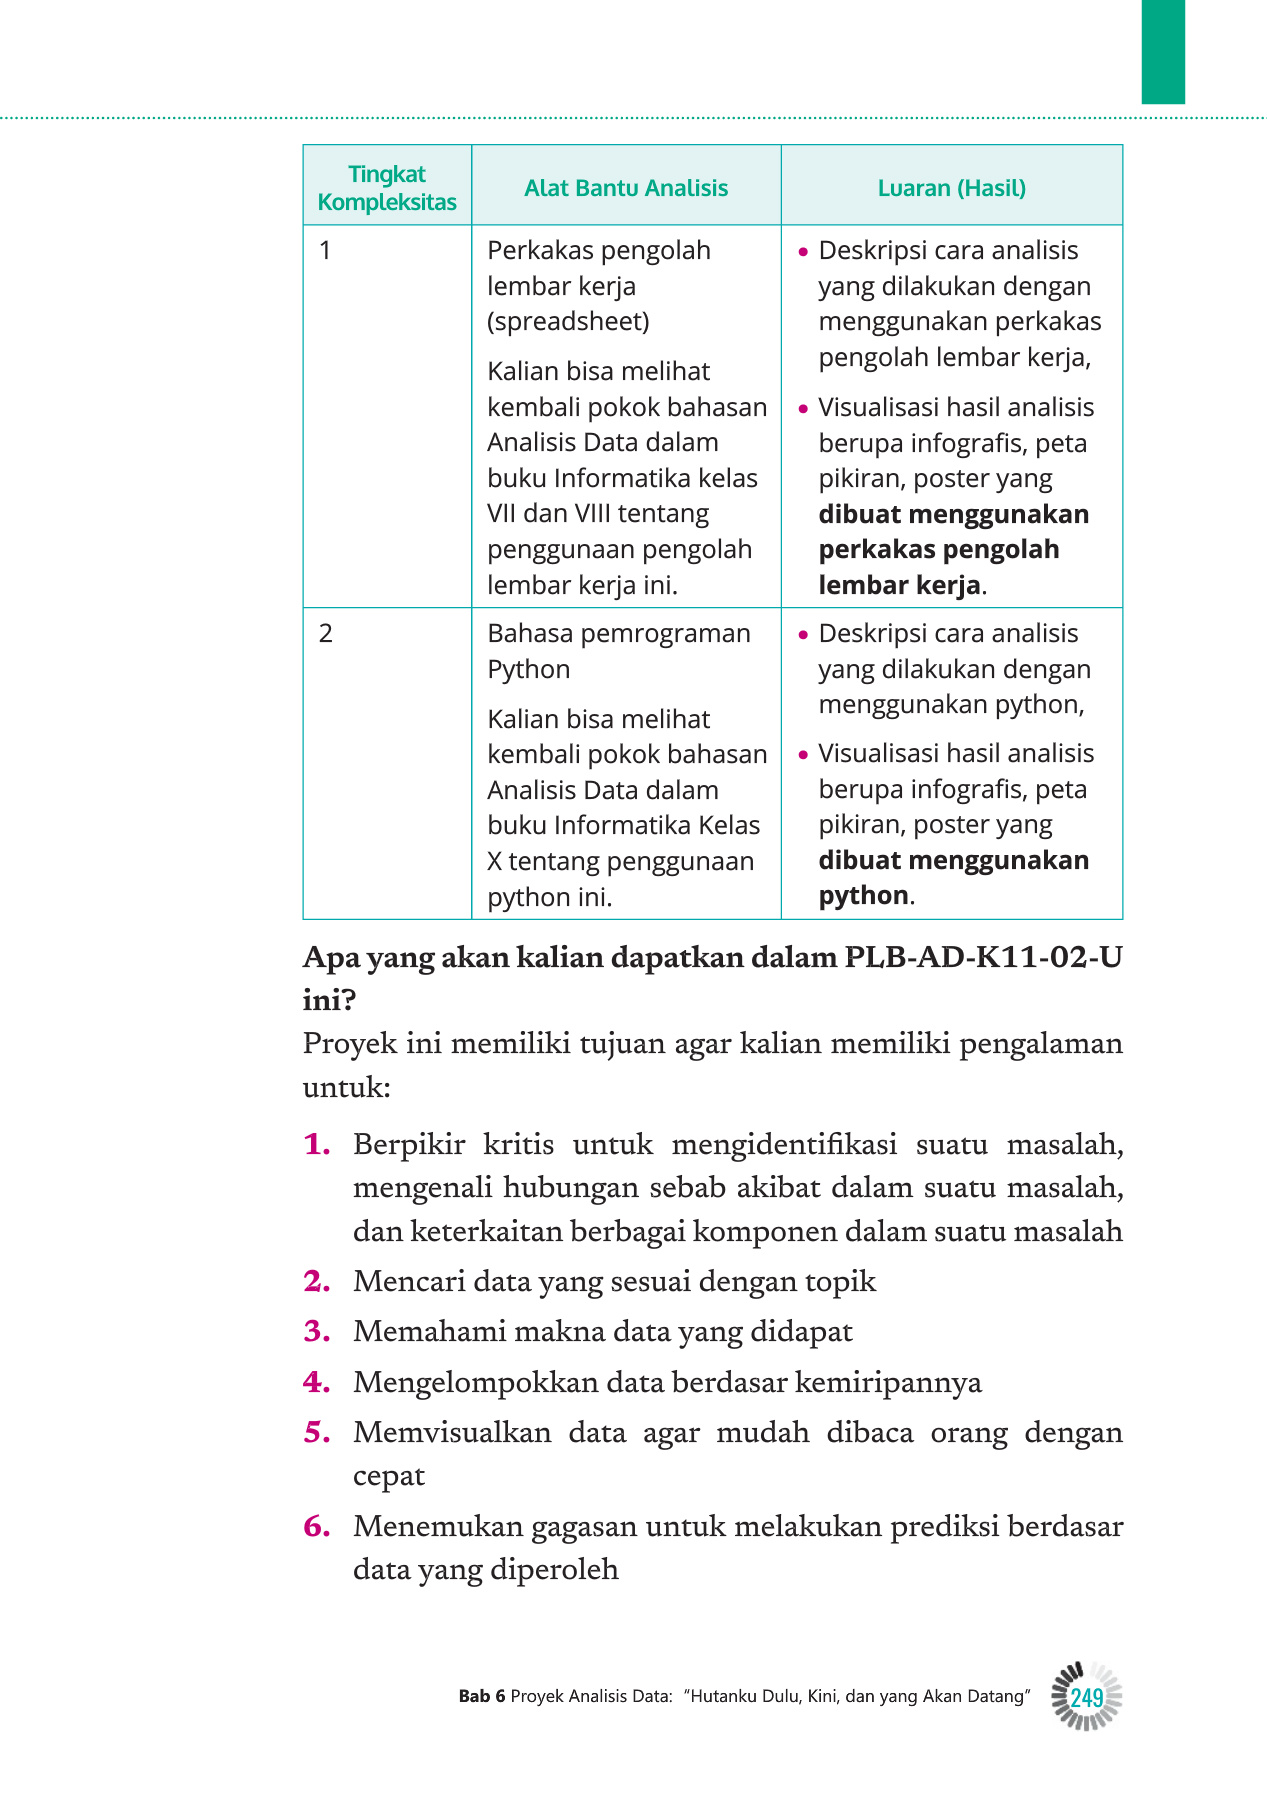 Tingkat
Kompleksitas
Alat Bantu Analisis
Luaran (Hasil)
1
Perkakas pengolah
lembar kerja
(spreadsheet)
Kalian bisa melihat
kembali pokok bahasan
Analisis Data dalam
buku Informatika kelas
VII dan VIII tentang
penggunaan pengolah
lembar kerja ini.
• Deskripsi cara analisis
yang dilakukan dengan
menggunakan perkakas
pengolah lembar kerja,
• Visualisasi hasil analisis
berupa infografis, peta
pikiran, poster yang
dibuat menggunakan
perkakas pengolah
lembar kerja.
2
Bahasa pemrograman
Python
Kalian bisa melihat
kembali pokok bahasan
Analisis Data dalam
buku Informatika Kelas
X tentang penggunaan
python ini.
• Deskripsi cara analisis
yang dilakukan dengan
menggunakan python,
• Visualisasi hasil analisis
berupa infografis, peta
pikiran, poster yang
dibuat menggunakan
python.
Apa yang akan kalian dapatkan dalam PLB-AD-K11-02-U
ini?
Proyek ini memiliki tujuan agar kalian memiliki pengalaman
untuk:
1. Berpikir kritis untuk mengidentifikasi suatu masalah,
mengenali hubungan sebab akibat dalam suatu masalah,
dan keterkaitan berbagai komponen dalam suatu masalah
2. Mencari data yang sesuai dengan topik
3. Memahami makna data yang didapat
4. Mengelompokkan data berdasar kemiripannya
5. Memvisualkan data agar mudah dibaca orang dengan
cepat
6. Menemukan gagasan untuk melakukan prediksi berdasar
data yang diperoleh
Bab 6 Proyek Analisis Data: “Hutanku Dulu, Kini, dan yang Akan Datang”
249